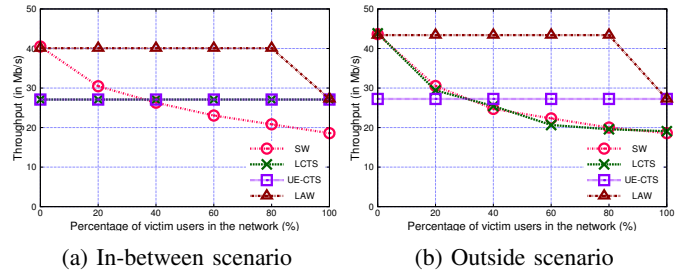 50
40
30
20
10
0
0 20 40 60 80 100
Throughput (in Mb/s)
Percentage of victim users in the network (%)
SW
LCTS
UE-CTS
LAW
(a) In-between scenario
50
40
30
20
10
0
0 20 40 60 80 100
Throughput (in Mb/s)
Percentage of victim users in the network (%)
SW
LCTS
UE-CTS
LAW
(b) Outside scenario